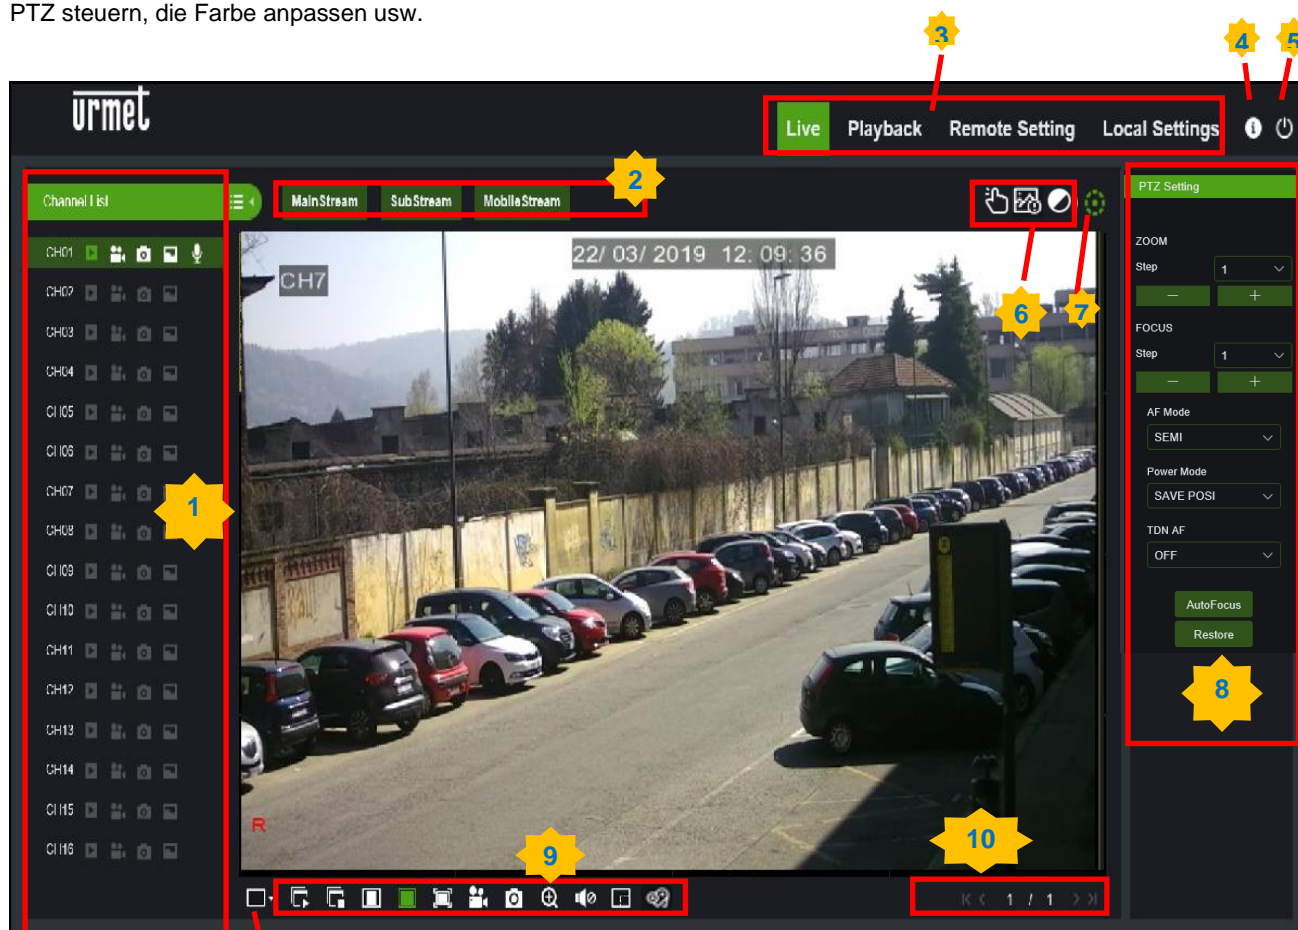 PTZ steuern, die Farbe anpassen usw.
3
4
5
urmet
Live Playback Remote Setting Local Settings
2
Channel List
MainStream SubStream MobileStream
PTZ Setting
22/ 03/ 2019 12: 09: 36
CH7
6
7
ZOOM
Step 1
− +
FOCUS
Step 1
− +
AF Mode
SEMI
Power Mode
SAVE POSI
TDN AF
OFF
AutoFocus
Restore
8
CH01
CH02
CH03
CH04
CH05
CH06
CH07
1
CH08
CH09
CH10
CH11
CH12
CH13
CH14
CH15
CH16
R
9
10
1 / 1